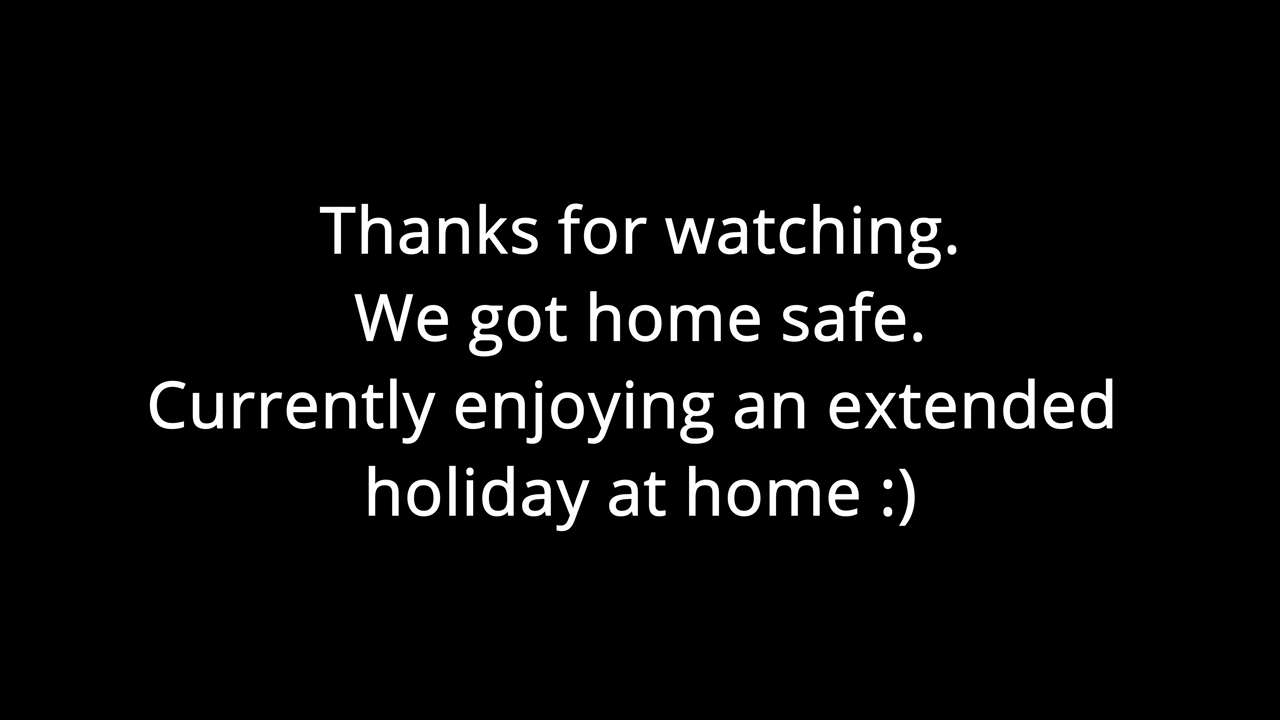 Thanks for watching.
We got home safe.
Currently enjoying an extended
holiday at home :)